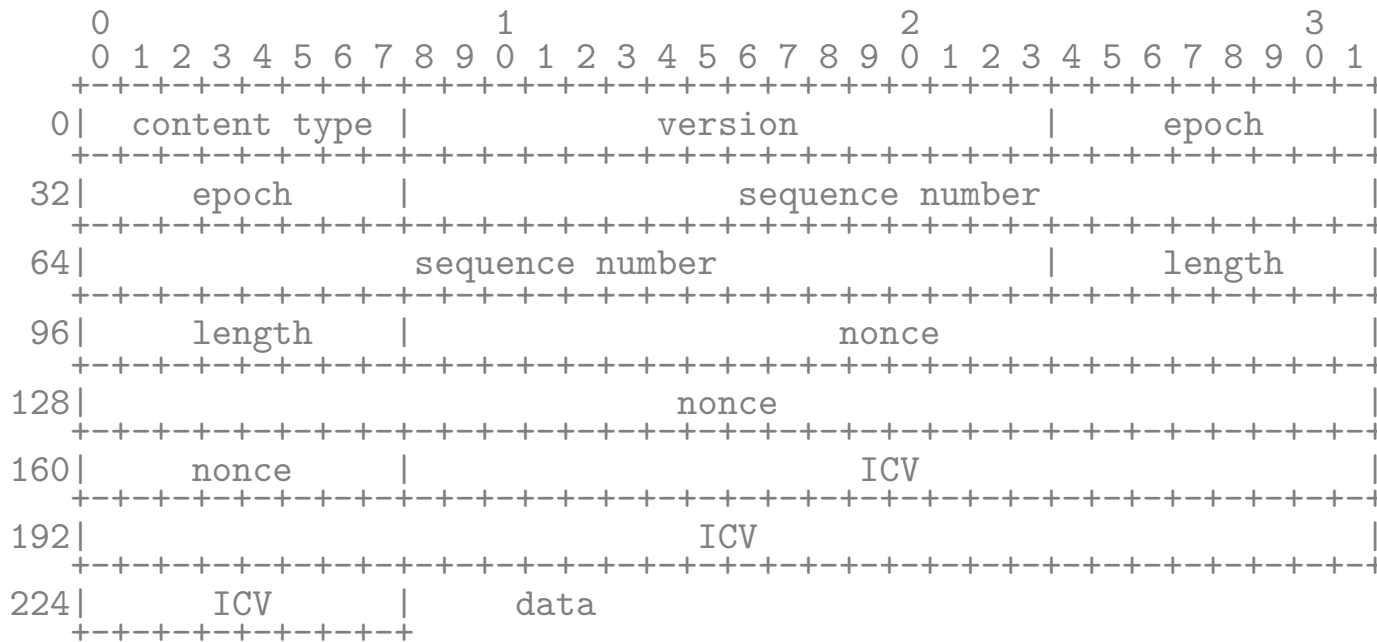 0 1 2 3
0 1 2 3 4 5 6 7 8 9 0 1 2 3 4 5 6 7 8 9 0 1 2 3 4 5 6 7 8 9 0 1
+-+-+-+-+-+-+-+-+-+-+-+-+-+-+-+-+-+-+-+-+-+-+-+-+-+-+-+-+-+-+-+-+
0| content type | version | epoch |
+-+-+-+-+-+-+-+-+-+-+-+-+-+-+-+-+-+-+-+-+-+-+-+-+-+-+-+-+-+-+-+-+
32| epoch | sequence number |
+-+-+-+-+-+-+-+-+-+-+-+-+-+-+-+-+-+-+-+-+-+-+-+-+-+-+-+-+-+-+-+-+
64| sequence number | length |
+-+-+-+-+-+-+-+-+-+-+-+-+-+-+-+-+-+-+-+-+-+-+-+-+-+-+-+-+-+-+-+-+
96| length | nonce |
+-+-+-+-+-+-+-+-+-+-+-+-+-+-+-+-+-+-+-+-+-+-+-+-+-+-+-+-+-+-+-+-+
128| nonce |
+-+-+-+-+-+-+-+-+-+-+-+-+-+-+-+-+-+-+-+-+-+-+-+-+-+-+-+-+-+-+-+-+
160| nonce | ICV |
+-+-+-+-+-+-+-+-+-+-+-+-+-+-+-+-+-+-+-+-+-+-+-+-+-+-+-+-+-+-+-+-+
192| ICV |
+-+-+-+-+-+-+-+-+-+-+-+-+-+-+-+-+-+-+-+-+-+-+-+-+-+-+-+-+-+-+-+-+
224| ICV | data
+-+-+-+-+-+-+-+-+